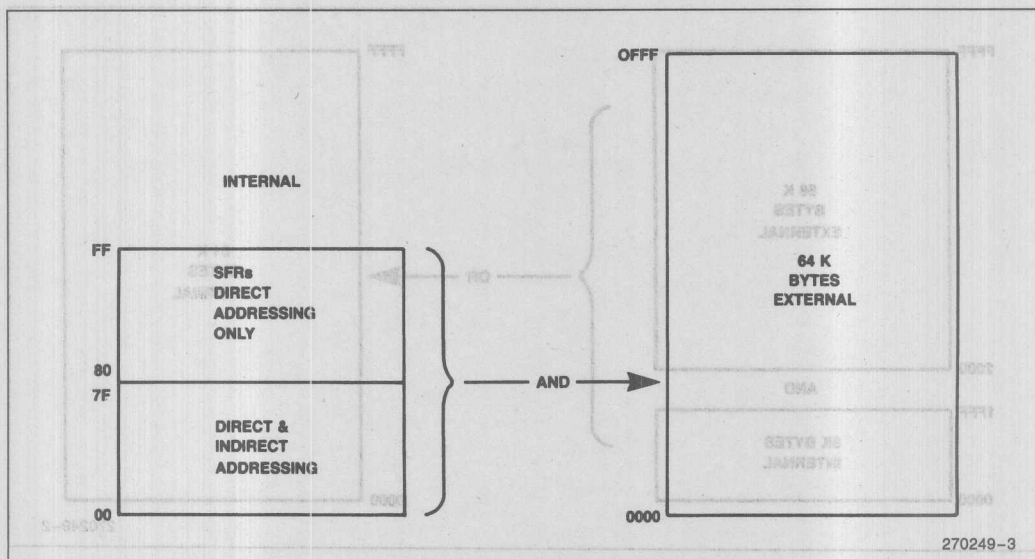 OFFF
INTERNAL
FF
SFRs
DIRECT
ADDRESSING
ONLY
64 K
BYTES
EXTERNAL
80
7F
AND
DIRECT &
INDIRECT
ADDRESSING
00
0000
270249-3